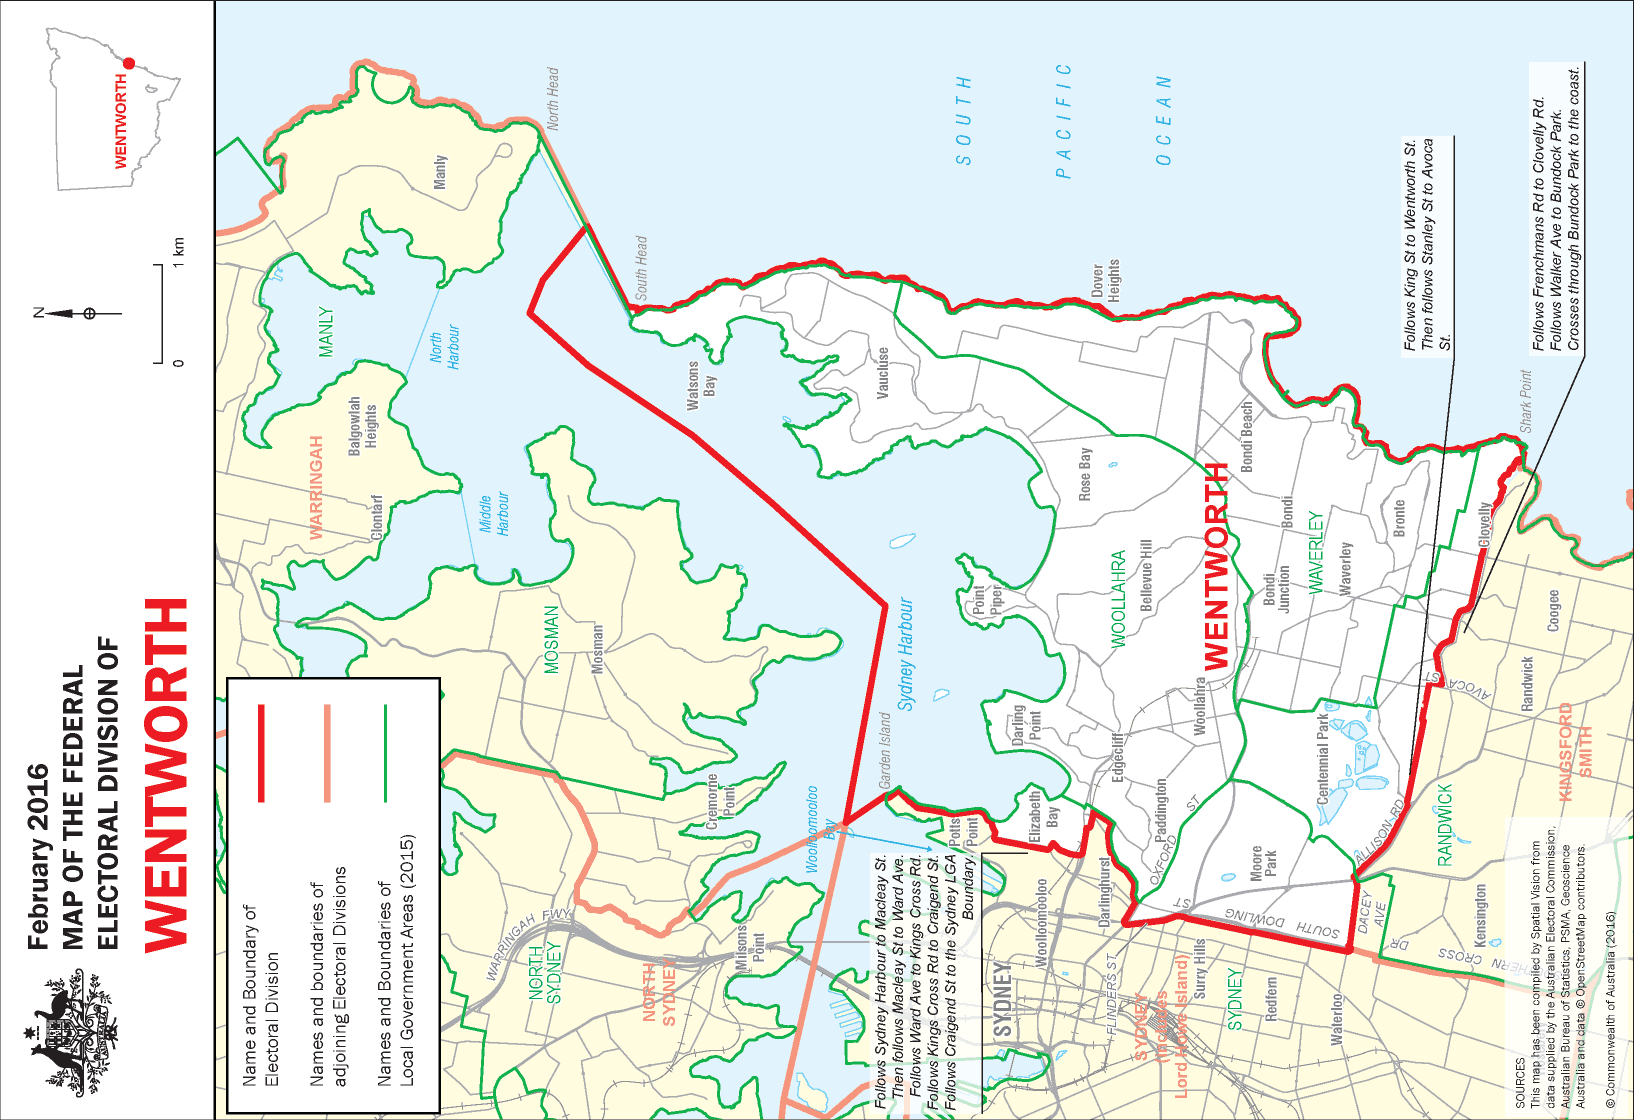 February 2016
MAP OF THE FEDERAL
ELECTORAL DIVISION OF
WENTWORTH
N
0
1 km
WENTWORTH
Name and Boundary of
Electoral Division
Names and boundaries of
adjoining Electoral Divisions
Names and Boundaries of
Local Government Areas (2015)
North Head
Manly
MANLY
North
Harbour
Balgowlah
Heights
WARRINGAH
Clontarf
Middle
Harbour
MOSMAN
Mosman
South Head
Watsons
Bay
Vaucluse
Dover
Heights
SOUTH
PACIFIC
OCEAN
Sydney Harbour
Garden Island
Cremorne
Point
Woolloomooloo
Bay
WARRINGAH FWY
NORTH
SYDNEY
NORTH
SYDNEY
Milsons
Point
Rose Bay
Bondi Beach
Point
Piper
WOOLLAHRA
Bellevue Hill
WENTWORTH
Bondi
Bondi
Junction
WAVERLEY
Waverley
Bronte
Clovelly
Shark Point
Darling
Point
Edgecliff
Woollahra
Centennial Park
Elizabeth
Bay
Potts
Point
Paddington
OXFORD ST
Moore
Park
ALLISON RD
AVOCA ST
Randwick
Coogee
KINGSFORD
SMITH
RANDWICK
Kensington
DACEY
AVE
SOUTH DOWLING ST
Darlinghurst
Woolloomooloo
SYDNEY
FLINDERS ST
Surry Hills
SYDNEY
(Includes
Lord Howe Island)
SYDNEY
Redfern
Waterloo
SOUTHERN CROSS DR
Follows Sydney Harbour to Macleay St.
Then follows Macleay St to Ward Ave.
Follows Ward Ave to Kings Cross Rd.
Follows Kings Cross Rd to Craigend St.
Follows Craigend St to the Sydney LGA
Boundary.
Follows King St to Wentworth St.
Then follows Stanley St to Avoca
St.
Follows Frenchmans Rd to Clovelly Rd.
Follows Walker Ave to Bundock Park.
Crosses through Bundock Park to the coast.
SOURCES
This map has been compiled by Spatial Vision from
data supplied by the Australian Electoral Commission,
Australian Bureau of Statistics, PSMA, Geoscience
Australia and data © OpenStreetMap contributors.
© Commonwealth of Australia (2016)